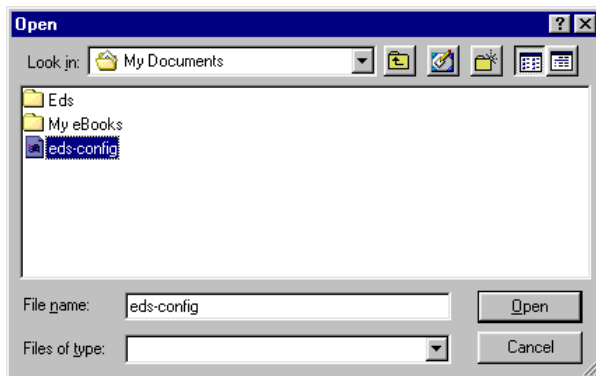 Open
Look in: My Documents
Eds
My eBooks
eds-config
File name: eds-config Open
Files of type: Cancel